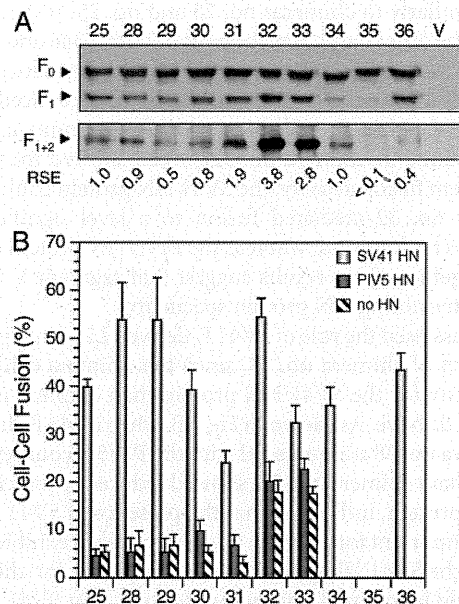 A
25 28 29 30 31 32 33 34 35 36 V
F0
F1
F1+2
RSE 1.0 0.9 0.5 0.8 1.9 3.8 2.8 1.0 <0.1 0.4
B
70
60
50
40
30
20
10
0
Cell-Cell Fusion (%)
SV41 HN
PIV5 HN
no HN
25 28 29 30 31 32 33 34 35 36